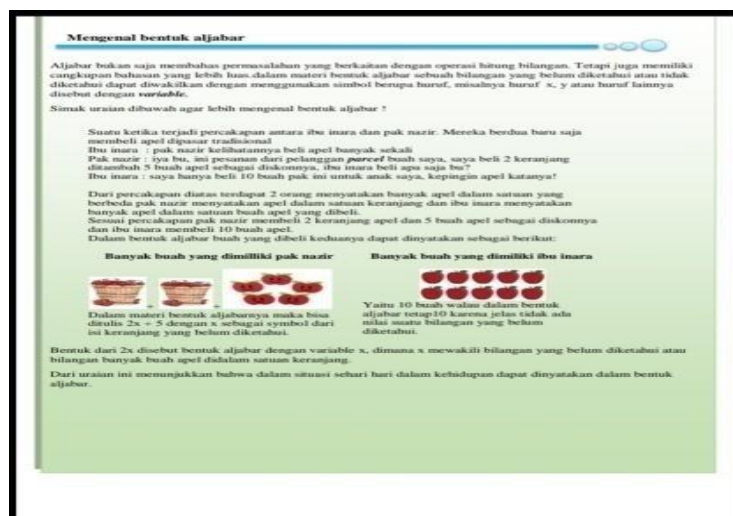 Mengenal bentuk aljabar
Aljabar bukan saja membahas permasalahan yang berkaitan dengan operasi hitung bilangan. Tetapi juga memiliki
cangkupan bahasan yang lebih luas.dalam materi bentuk aljabar sebuah bilangan yang belum diketahui atau tidak
diketahui dapat diwakilkan dengan menggunakan simbol berupa huruf, misalnya huruf x, y atau huruf lainnya
disebut dengan variable.
Simak uraian dibawah agar lebih mengenal bentuk aljabar !
Suatu ketika terjadi percakapan antara ibu inara dan pak nazir. Mereka berdua baru saja
membeli apel dipasar tradisional
Ibu inara : pak nazir kelihatannya beli apel banyak sekali
Pak nazir : iya bu, ini pesanan dari pelanggan parcel buah saya, saya beli 2 keranjang
ditambah 5 buah apel sebagai diskonnya, ibu inara beli apa saja bu?
Ibu inara : saya hanya beli 10 buah pak ini untuk anak saya, kepingin apel katanya!
Dari percakapan diatas terdapat 2 orang menyatakan banyak apel dalam satuan yang
berbeda pak nazir menyatakan apel dalam satuan keranjang dan ibu inara menyatakan
banyak apel dalam satuan buah apel yang dibeli.
Sesuai percakapan pak nazir membeli 2 keranjang apel dan 5 buah apel sebagai diskonnya
dan ibu inara membeli 10 buah apel.
Dalam bentuk aljabar buah yang dibeli keduanya dapat dinyatakan sebagai berikut:
Banyak buah yang dimilliki pak nazir
+ +
Dalam materi bentuk aljabarnya maka bisa
ditulis 2x + 5 dengan x sebagai symbol dari
isi keranjang yang belum diketahui.
Banyak buah yang dimiliki ibu inara
Yaitu 10 buah walau dalam bentuk
aljabar tetap10 karena jelas tidak ada
nilai suatu bilangan yang belum
diketahui.
Bentuk dari 2x disebut bentuk aljabar dengan variable x, dimana x mewakili bilangan yang belum diketahui atau
bilangan banyak buah apel didalam satuan keranjang.
Dari uraian ini menunjukkan bahwa dalam situasi sehari hari dalam kehidupan dapat dinyatakan dalam bentuk
aljabar.